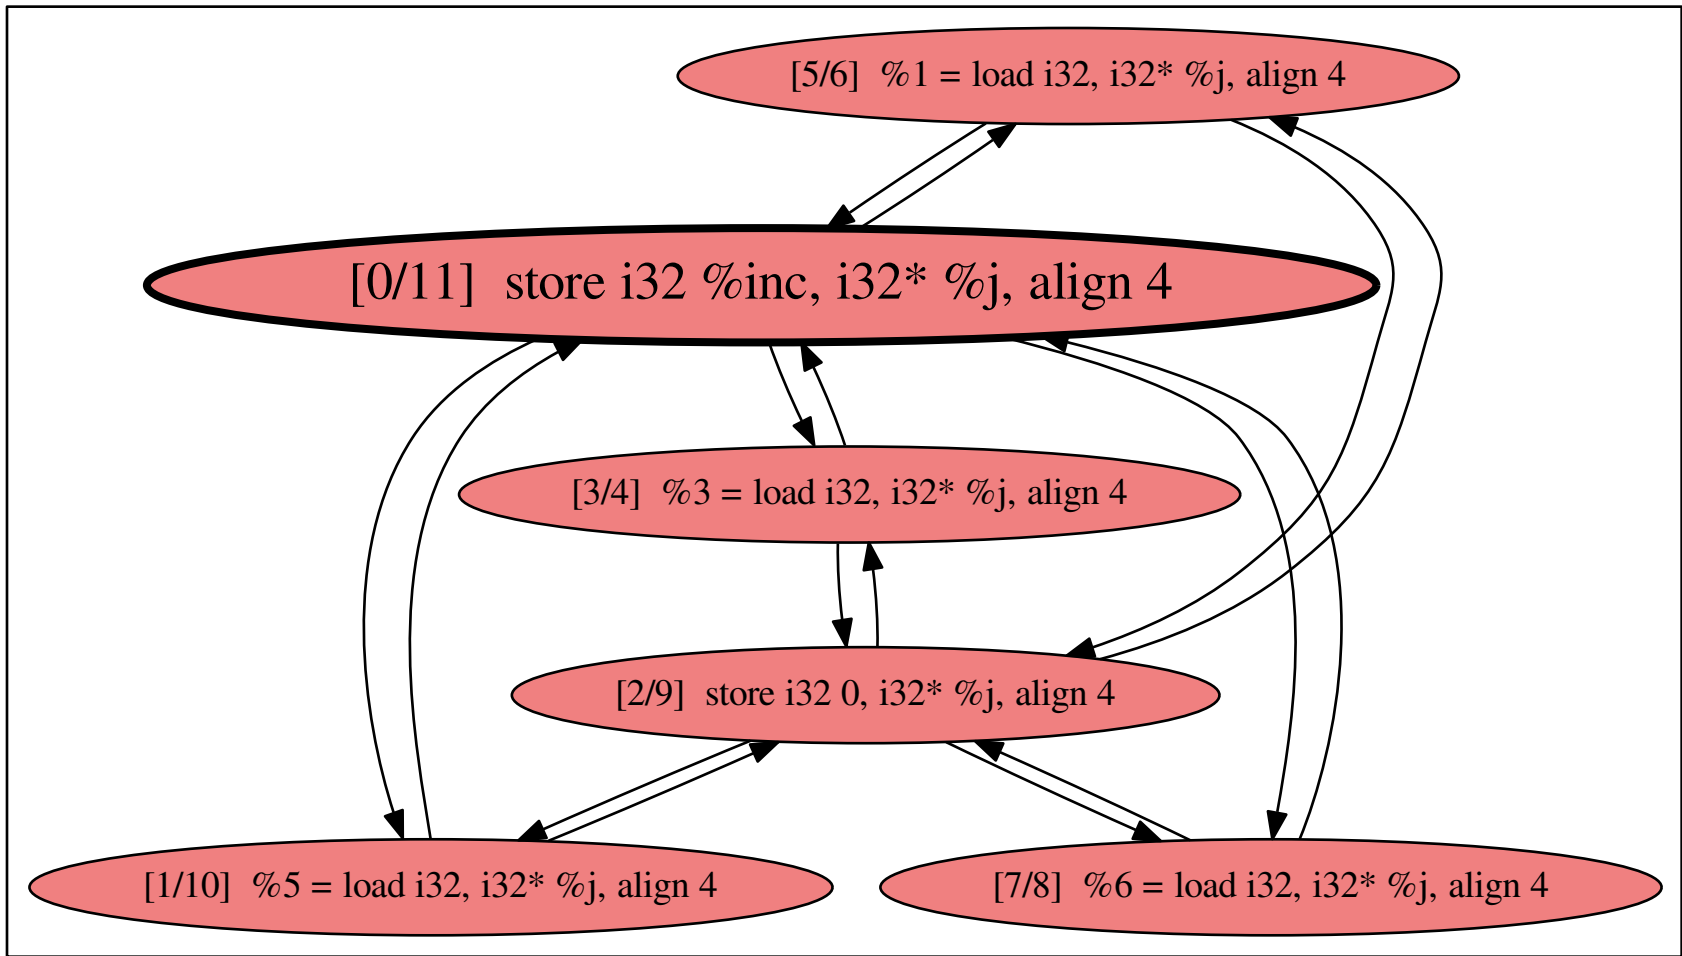 [5/6]  %1 = load i32, i32* %j, align 4
[0/11]  store i32 %inc, i32* %j, align 4
[3/4]  %3 = load i32, i32* %j, align 4
[2/9]  store i32 0, i32* %j, align 4
[1/10]  %5 = load i32, i32* %j, align 4
[7/8]  %6 = load i32, i32* %j, align 4